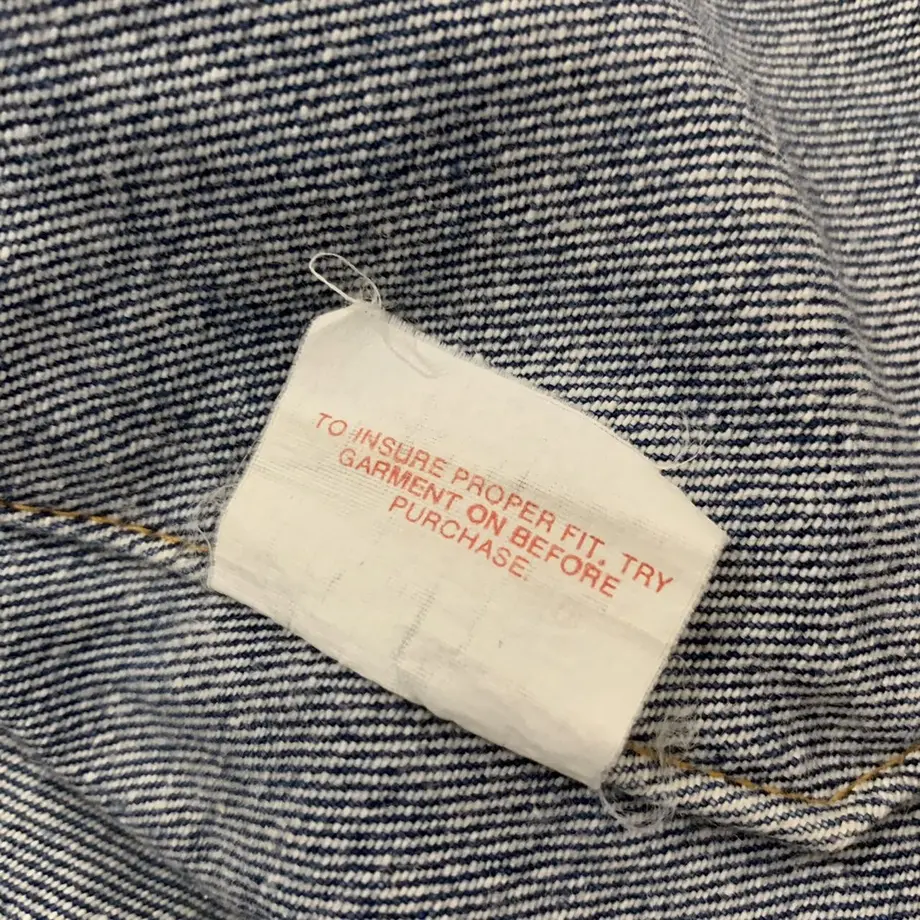 TO INSURE PROPER FIT, TRY
GARMENT ON BEFORE
PURCHASE.